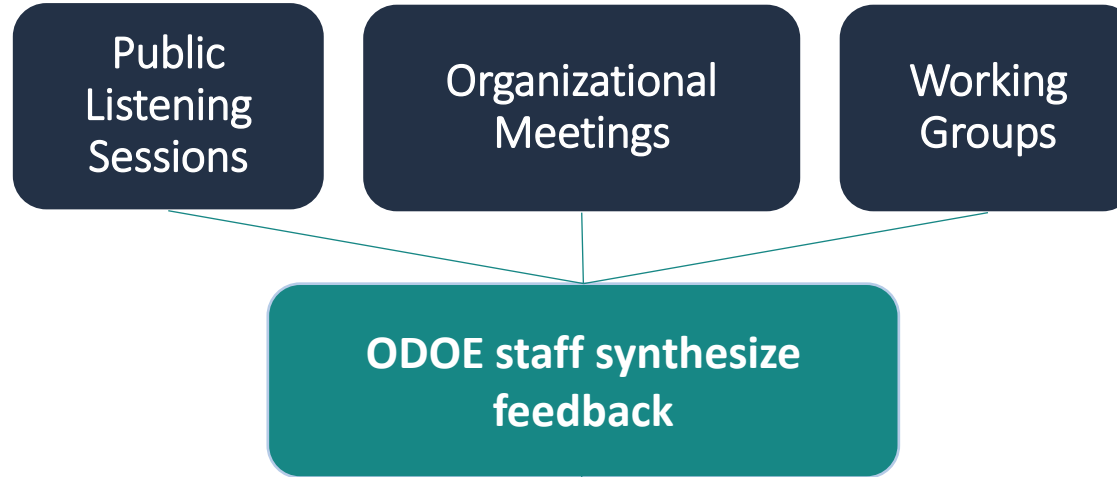 Public
Listening
Sessions
Organizational
Meetings
Working
Groups
ODOE staff synthesize
feedback